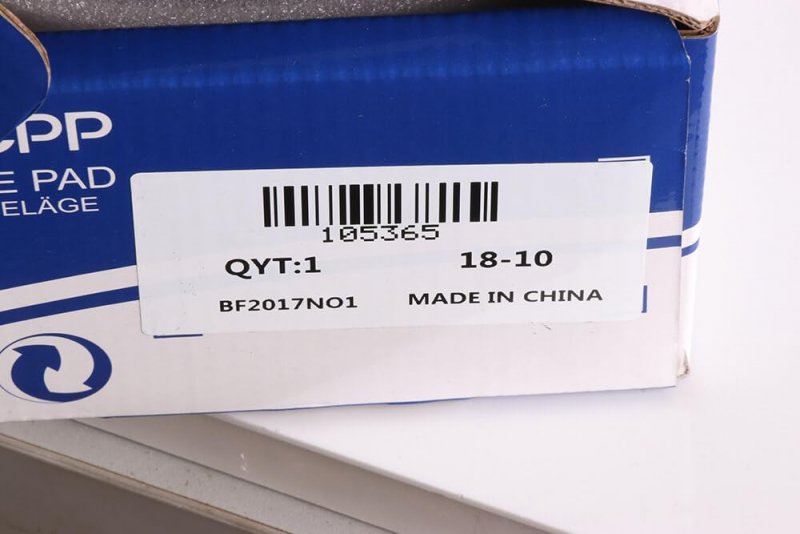 CPP
E PAD
ELÄGE
105365
QYT:1 18-10
BF2017NO1 MADE IN CHINA